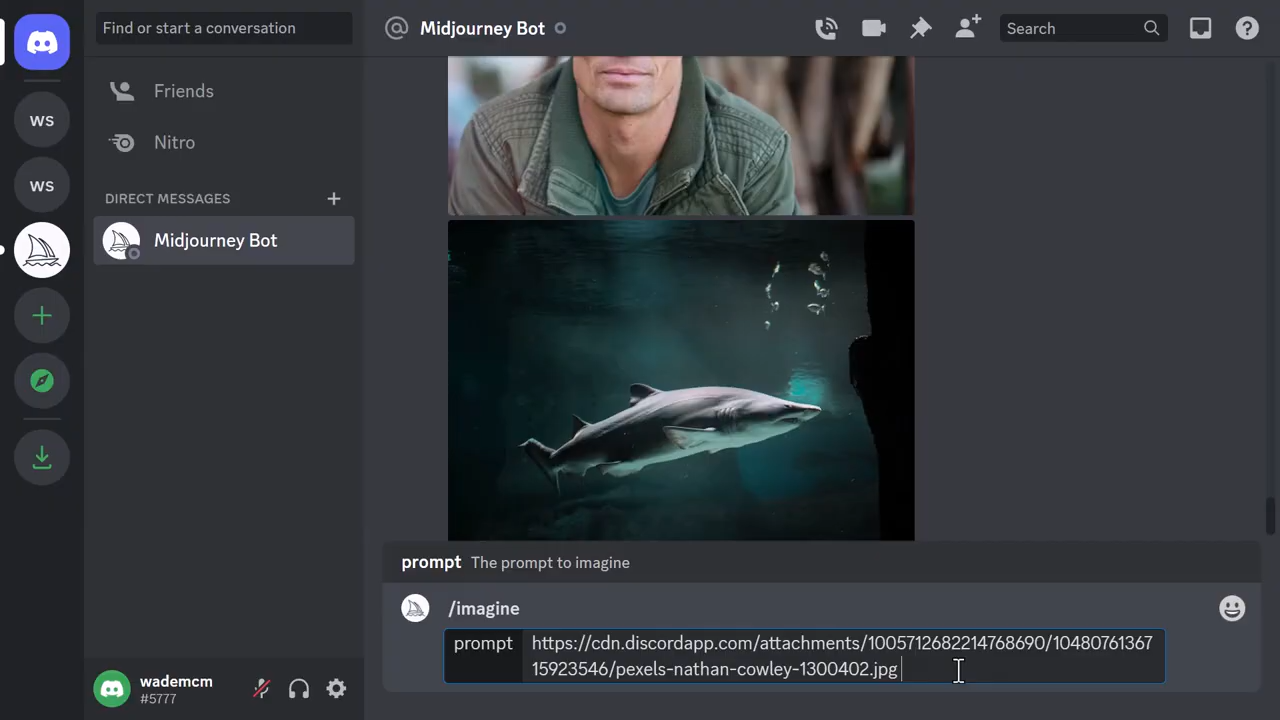 Find or start a conversation
Midjourney Bot
Search
WS
Friends
WS
Nitro
DIRECT MESSAGES
Midjourney Bot
prompt The prompt to imagine
/imagine
prompt https://cdn.discordapp.com/attachments/1005712682214768690/10480761367
15923546/pexels-nathan-cowley-1300402.jpg
wademcm
#5777